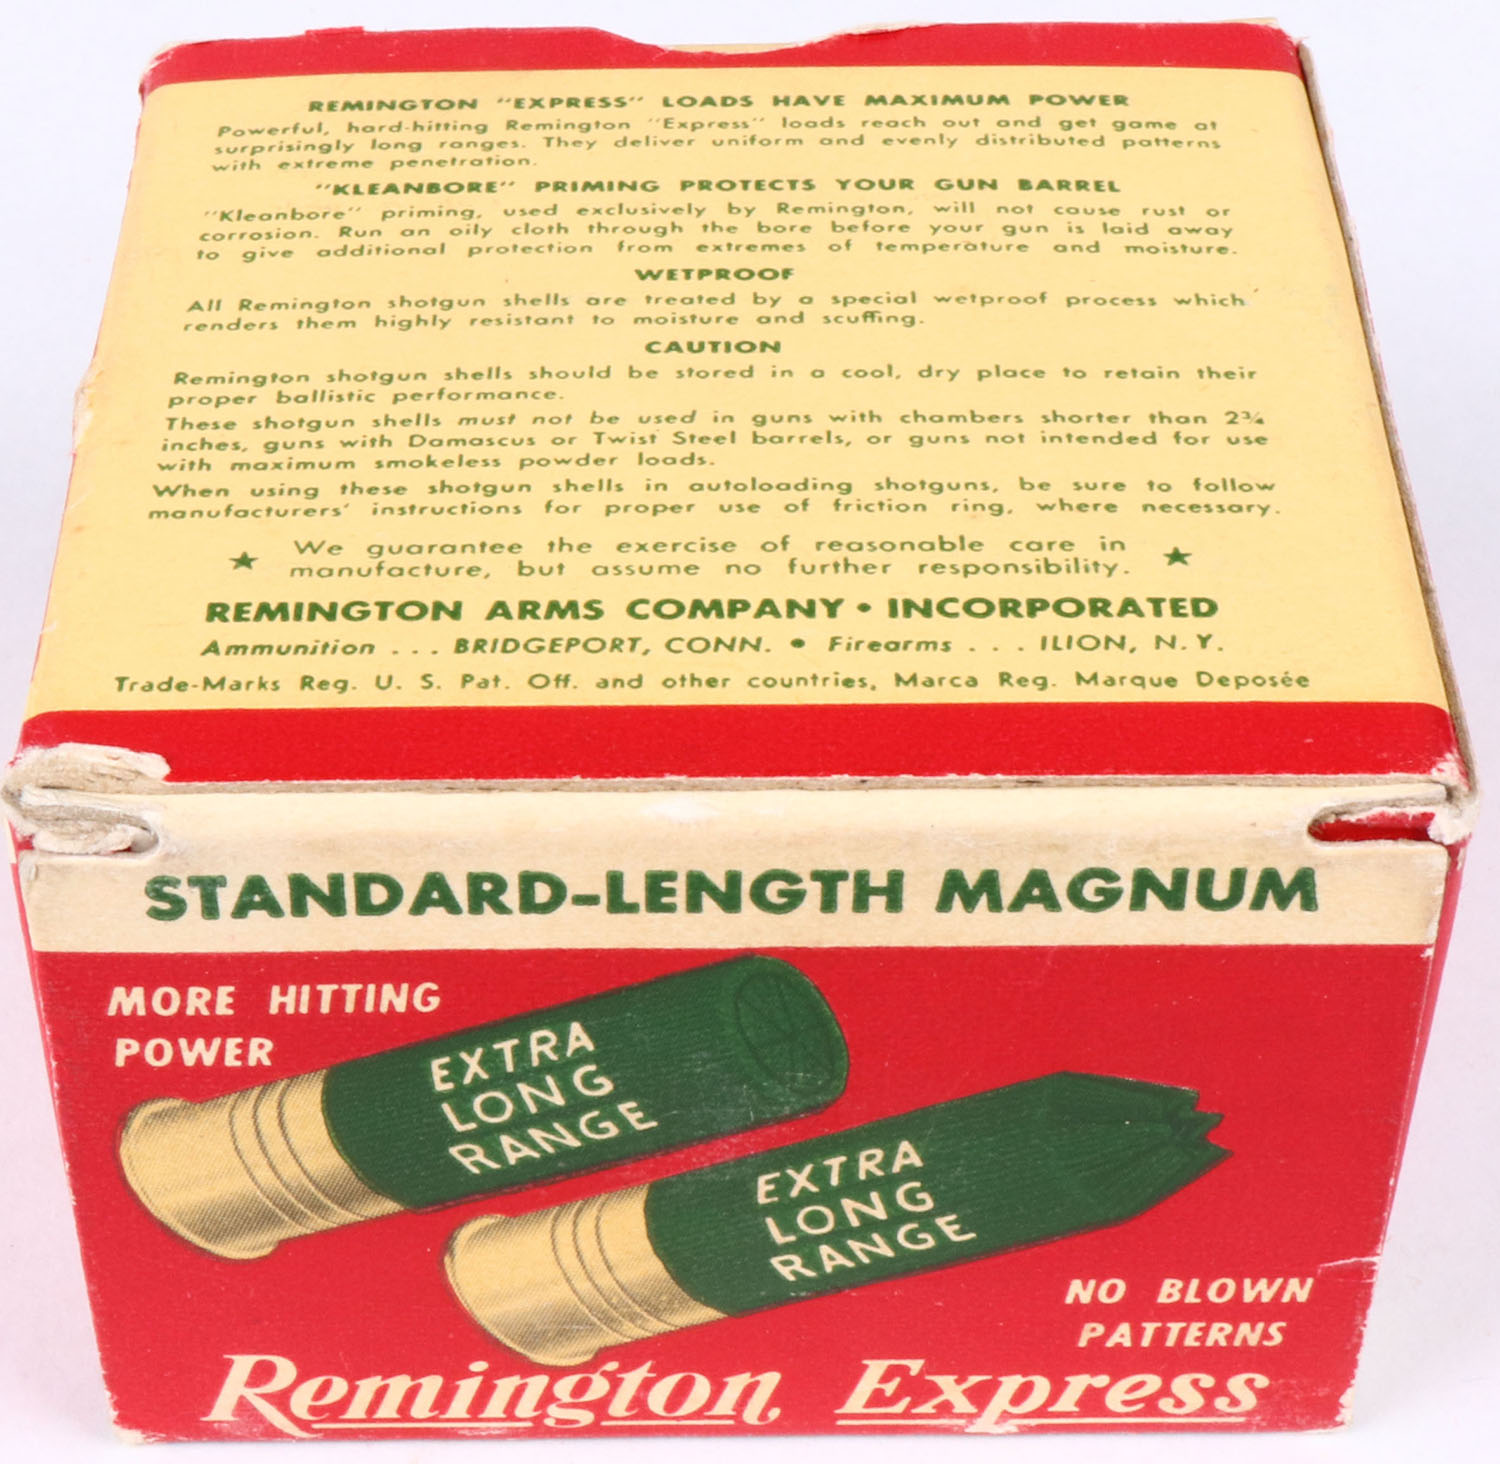 REMINGTON "EXPRESS" LOADS HAVE MAXIMUM POWER
Powerful, hard-hitting Remington "Express" loads reach out and get game at
surprisingly long ranges. They deliver uniform and evenly distributed patterns
with extreme penetration.
"KLEANBORE" PRIMING PROTECTS YOUR GUN BARREL
"Kleanbore" priming, used exclusively by Remington, will not cause rust or
corrosion. Run an oily cloth through the bore before your gun is laid away
to give additional protection from extremes of temperature and moisture.
WETPROOF
All Remington shotgun shells are treated by a special wetproof process which
renders them highly resistant to moisture and scuffing.
CAUTION
Remington shotgun shells should be stored in a cool, dry place to retain their
proper ballistic performance.
These shotgun shells must not be used in guns with chambers shorter than 2¾
inches, guns with Damascus or Twist Steel barrels, or guns not intended for use
with maximum smokeless powder loads.
When using these shotgun shells in autoloading shotguns, be sure to follow
manufacturers' instructions for proper use of friction ring, where necessary.
★ We guarantee the exercise of reasonable care in ★
manufacture, but assume no further responsibility.
REMINGTON ARMS COMPANY • INCORPORATED
Ammunition . . . BRIDGEPORT, CONN. • Firearms . . . ILION, N. Y.
Trade-Marks Reg. U. S. Pat. Off. and other countries, Marca Reg. Marque Deposée
STANDARD-LENGTH MAGNUM
MORE HITTING
POWER
EXTRA
LONG
RANGE
EXTRA
LONG
RANGE
NO BLOWN
PATTERNS
Remington Express